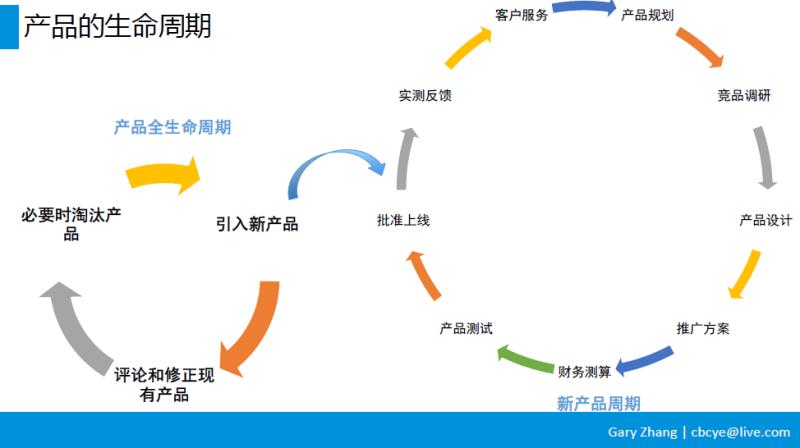 产品的生命周期
产品全生命周期
必要时淘汰产
品
引入新产品
评论和修正现
有产品
客户服务
产品规划
实测反馈
竞品调研
批准上线
产品设计
产品测试
推广方案
财务测算
新产品周期
Gary Zhang | cbcye@live.com